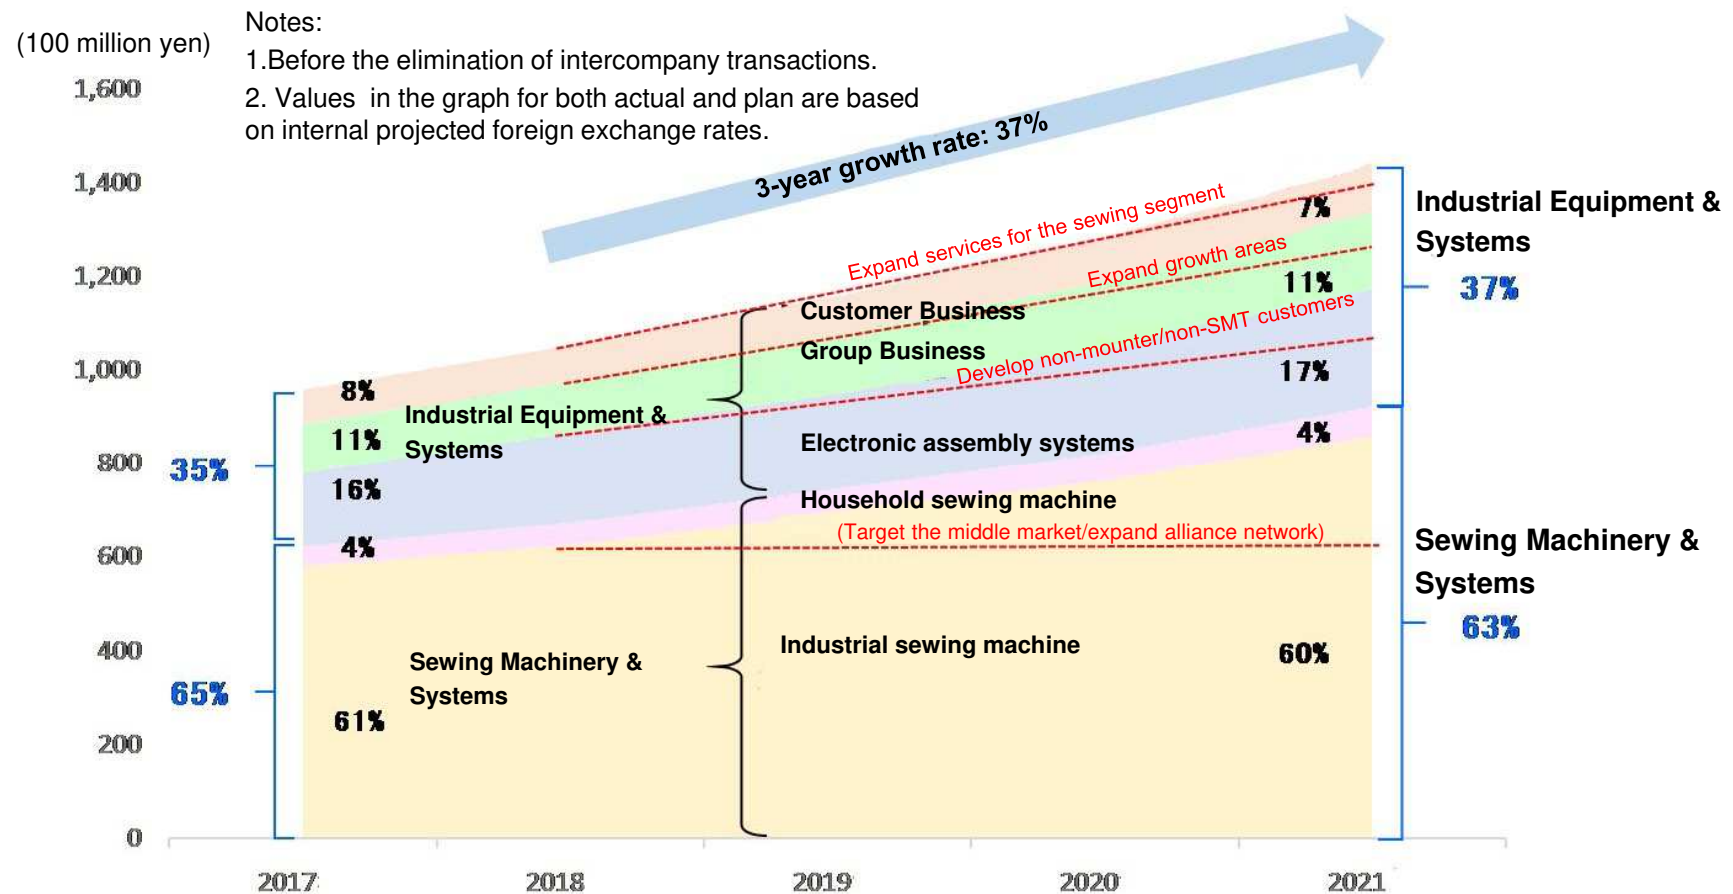 Notes:
(100 million yen)
1.Before the elimination of intercompany transactions.
2. Values in the graph for both actual and plan are based
on internal projected foreign exchange rates.
1,600
1,400
1,200
1,000
800
600
400
200
0
3-year growth rate: 37%
Expand services for the sewing segment
Expand growth areas
Develop non-mounter/non-SMT customers
Customer Business
Group Business
Electronic assembly systems
Household sewing machine
(Target the middle market/expand alliance network)
Industrial sewing machine
Industrial Equipment &
Systems
Sewing Machinery &
Systems
35%
65%
8%
11%
16%
4%
61%
7%
11%
17%
4%
60%
Industrial Equipment &
Systems
37%
Sewing Machinery &
Systems
63%
2017
2018
2019
2020
2021